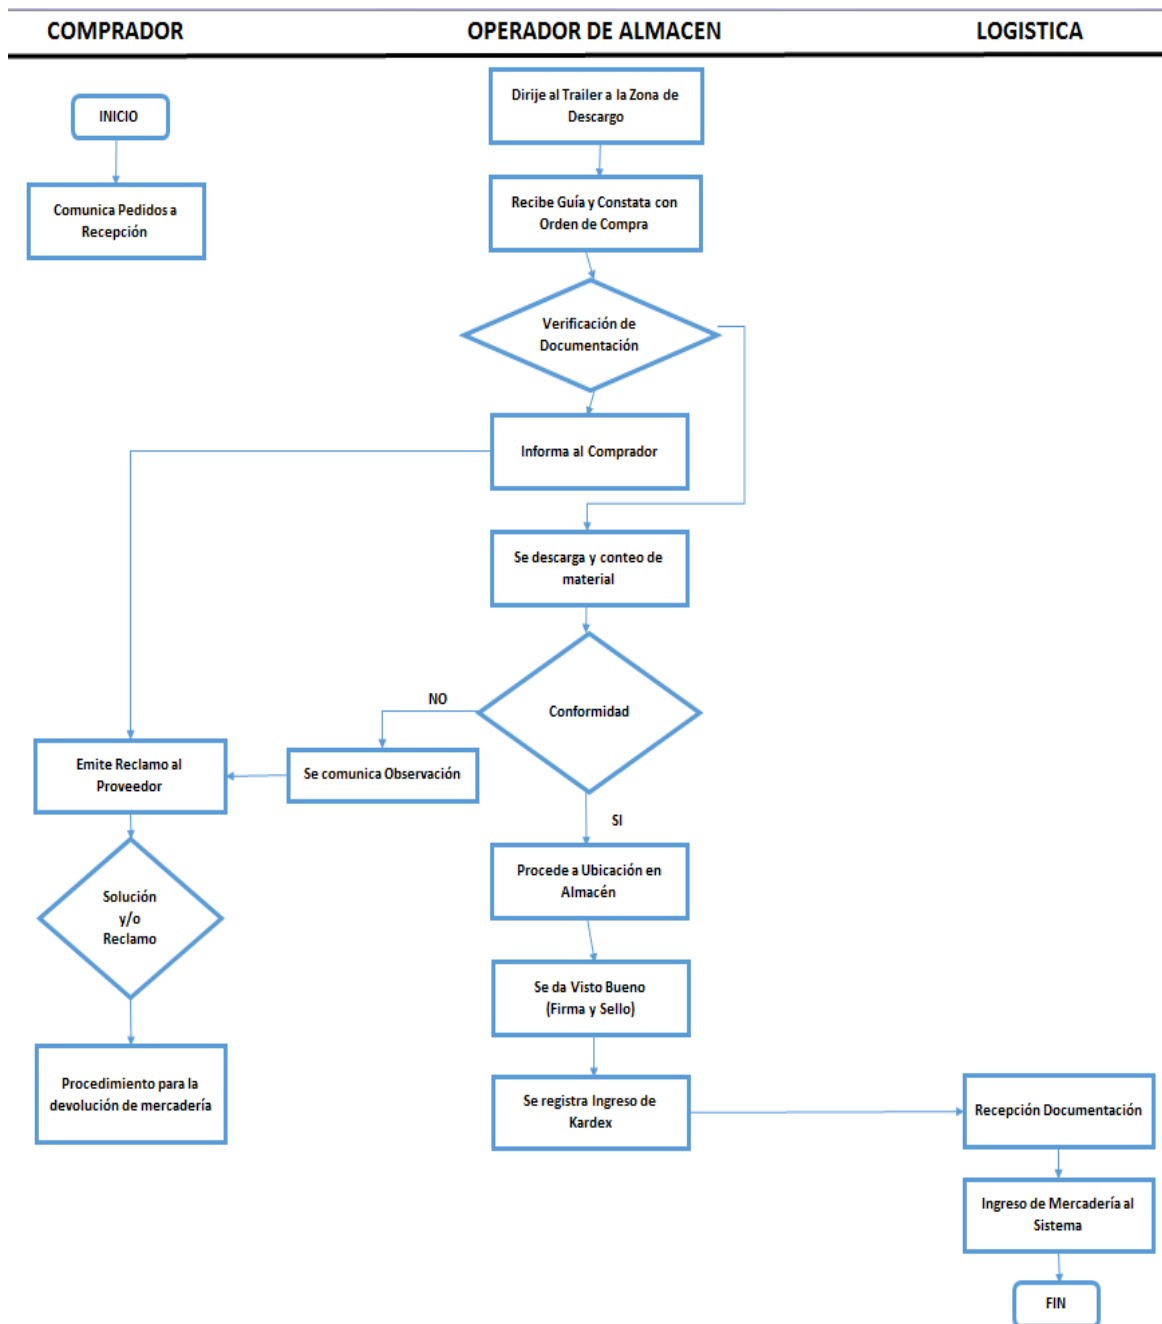 COMPRADOR
OPERADOR DE ALMACEN
LOGISTICA
INICIO
Comunica Pedidos a
Recepción
Dirije al Trailer a la Zona de
Descargo
Recibe Guía y Constata con
Orden de Compra
Verificación de
Documentación
Informa al Comprador
Se descarga y conteo de
material
Conformidad
NO
Se comunica Observación
Emite Reclamo al
Proveedor
Solución
y/o
Reclamo
Procedimiento para la
devolución de mercadería
SI
Procede a Ubicación en
Almacén
Se da Visto Bueno
(Firma y Sello)
Se registra Ingreso de
Kardex
Recepción Documentación
Ingreso de Mercadería al
Sistema
FIN